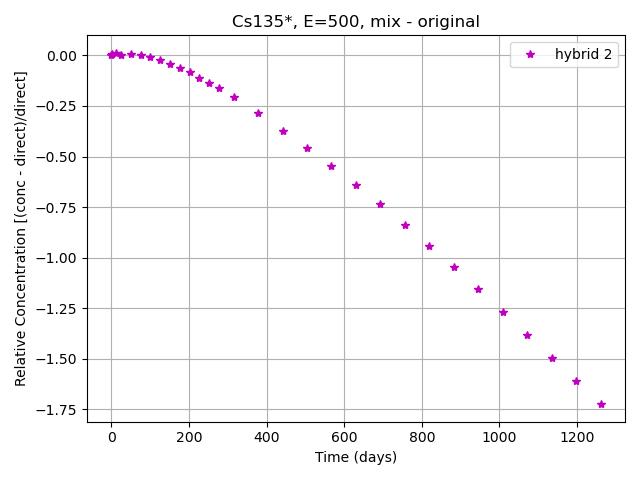 Cs135*, E=500, mix - original
hybrid 2
Relative Concentration [(conc - direct)/direct]
0.00
−0.25
−0.50
−0.75
−1.00
−1.25
−1.50
−1.75
0 200 400 600 800 1000 1200
Time (days)